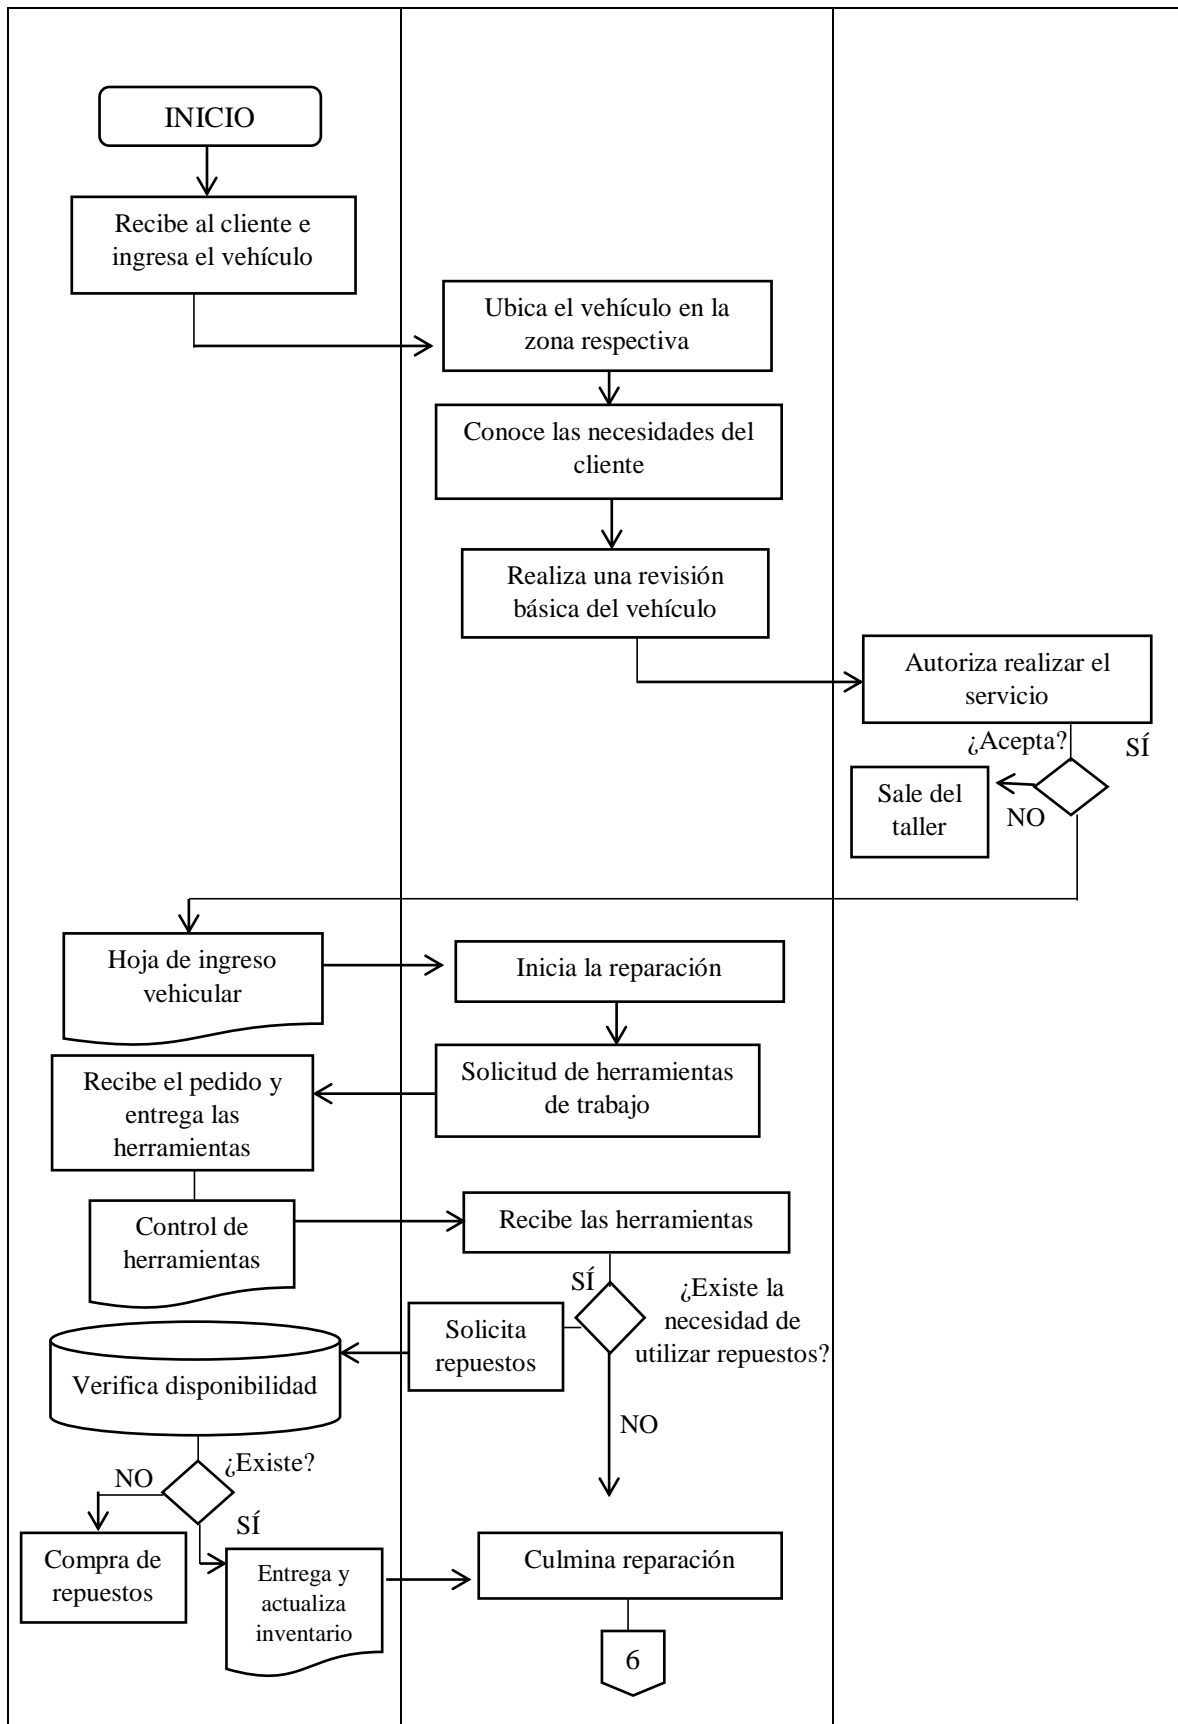 INICIO
Recibe al cliente e
ingresa el vehículo
Ubica el vehículo en la
zona respectiva
Conoce las necesidades del
cliente
Realiza una revisión
básica del vehículo
Autoriza realizar el
servicio
¿Acepta?
SÍ
Sale del
taller
NO
Hoja de ingreso
vehicular
Inicia la reparación
Solicitud de herramientas
de trabajo
Recibe el pedido y
entrega las
herramientas
Control de
herramientas
Recibe las herramientas
SÍ
¿Existe la
necesidad de
utilizar repuestos?
Solicita
repuestos
Verifica disponibilidad
NO
¿Existe?
NO
SÍ
Compra de
repuestos
Entrega y
actualiza
inventario
Culmina reparación
6